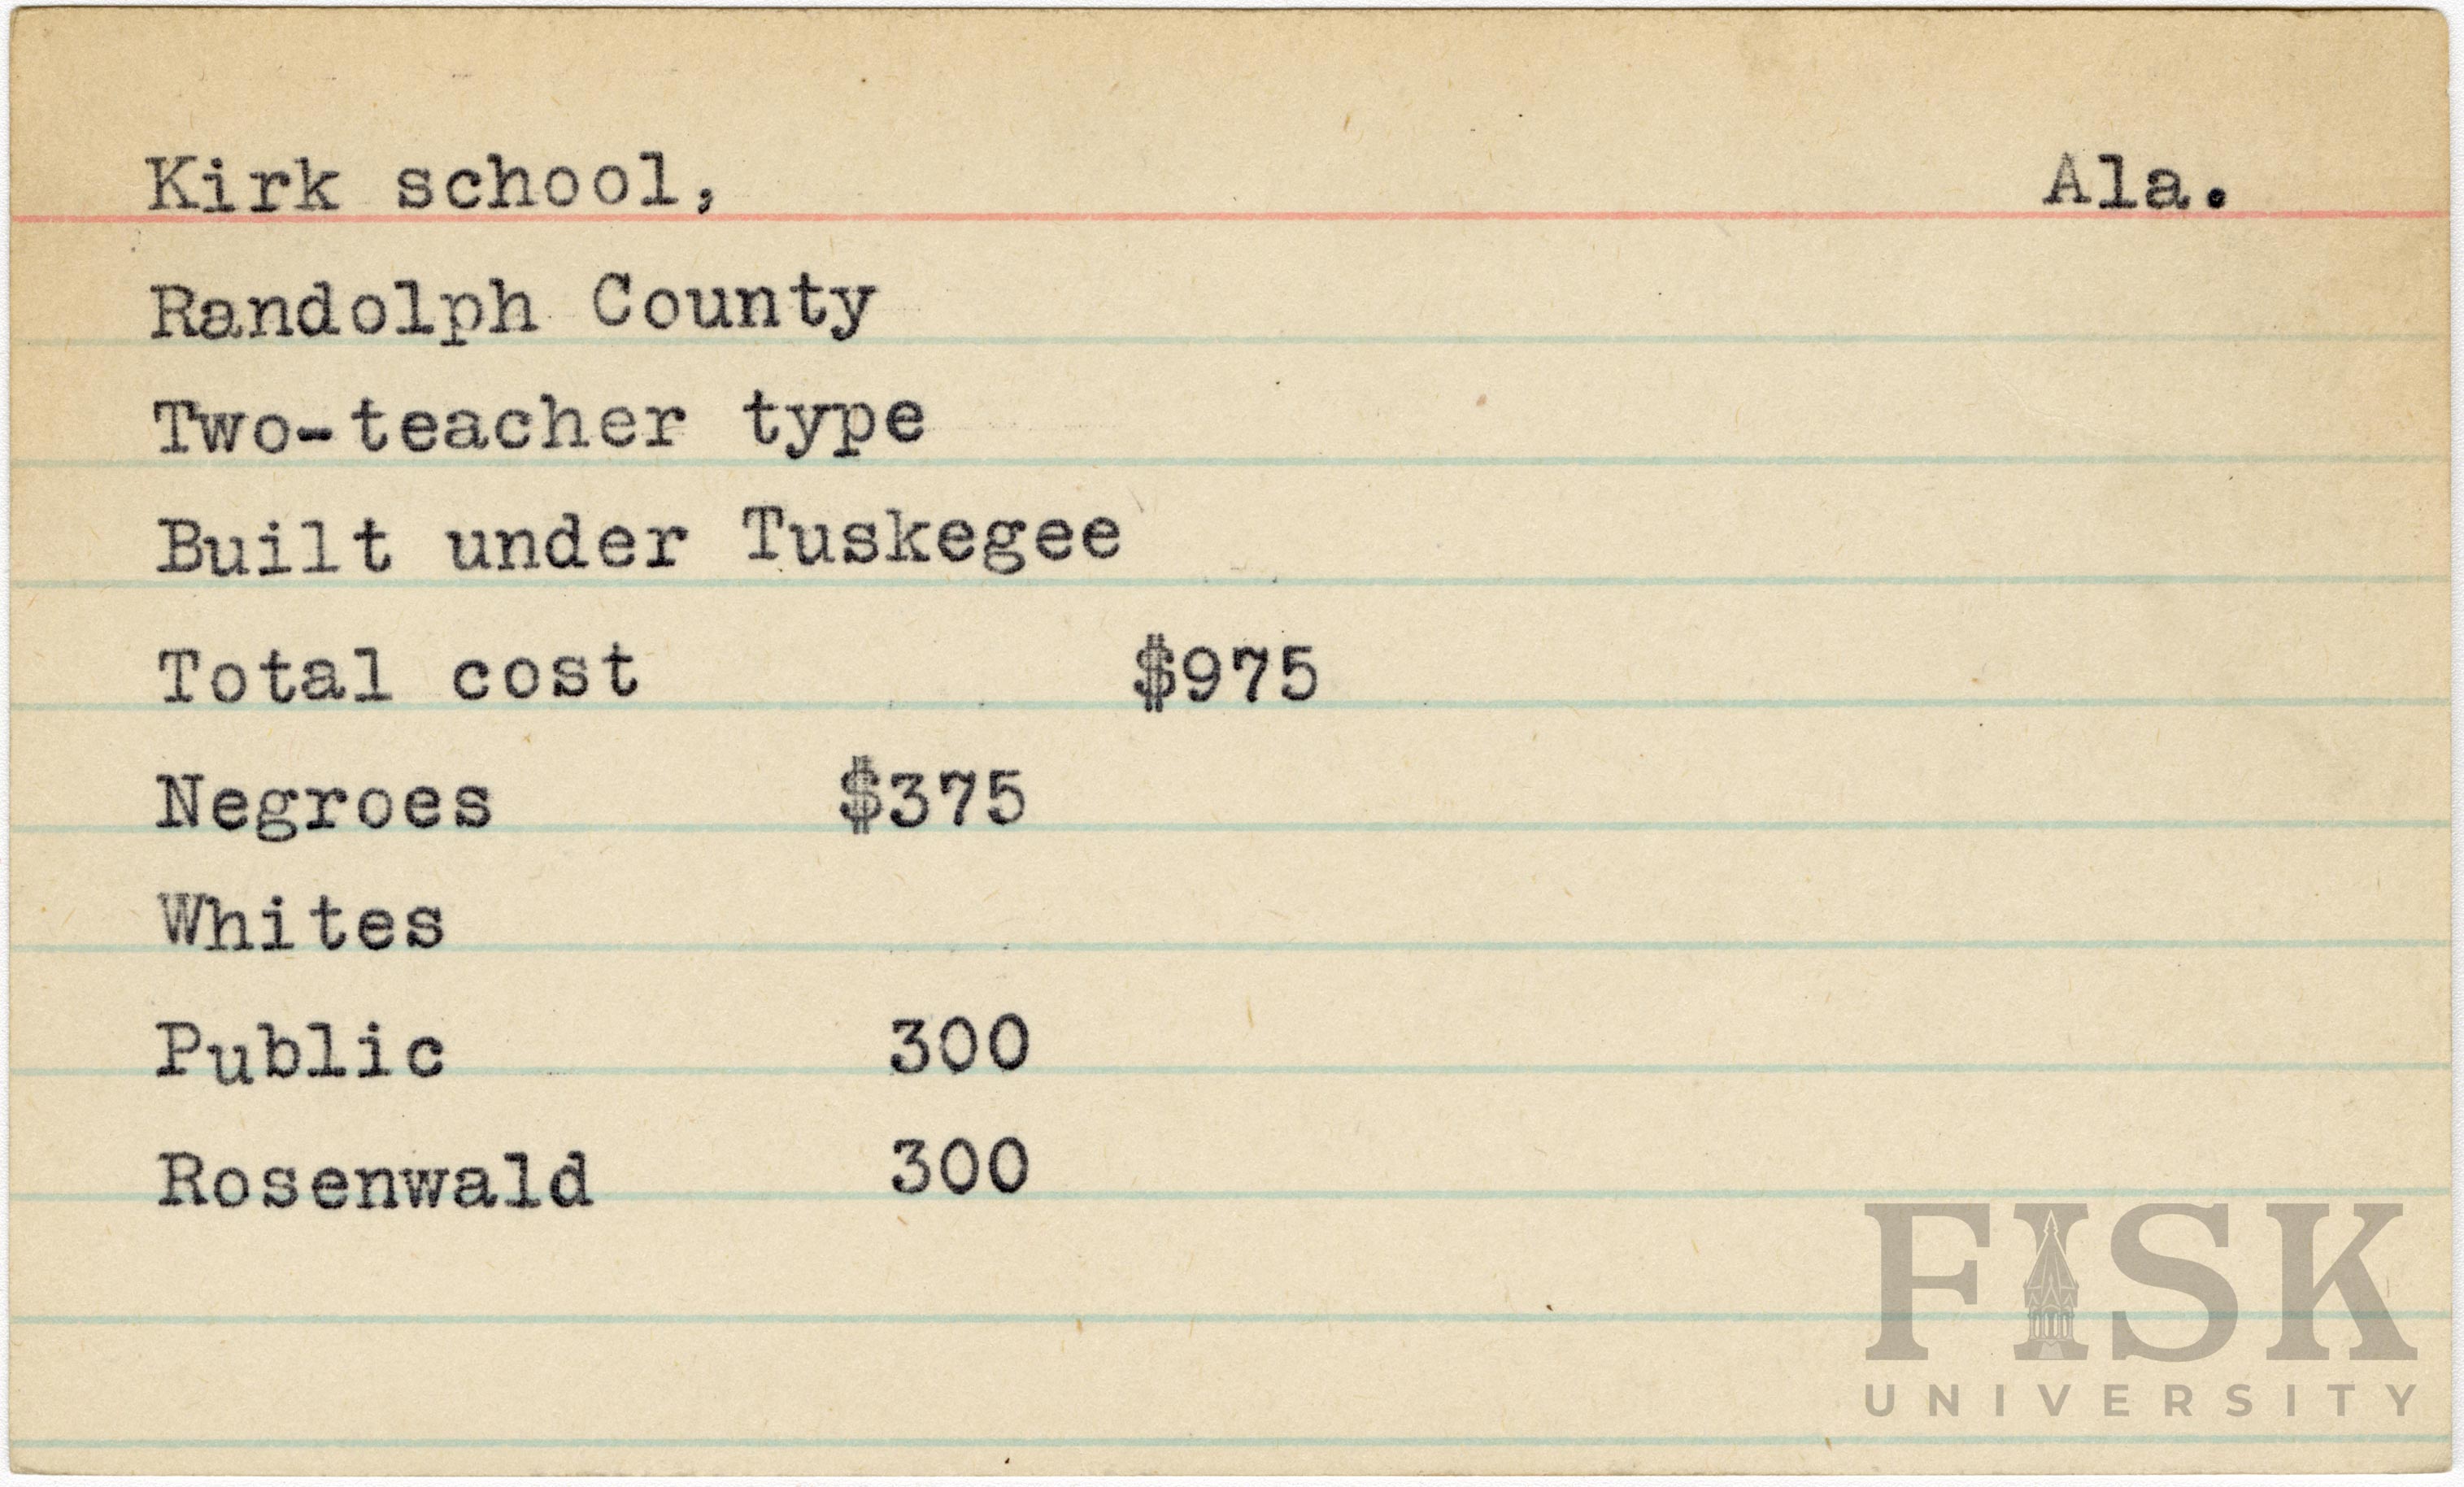 Kirk school, Ala.
Randolph County
Two-teacher type
Built under Tuskegee
Total cost $975
Negroes $375
Whites
Public 300
Rosenwald 300
FISK
UNIVERSITY